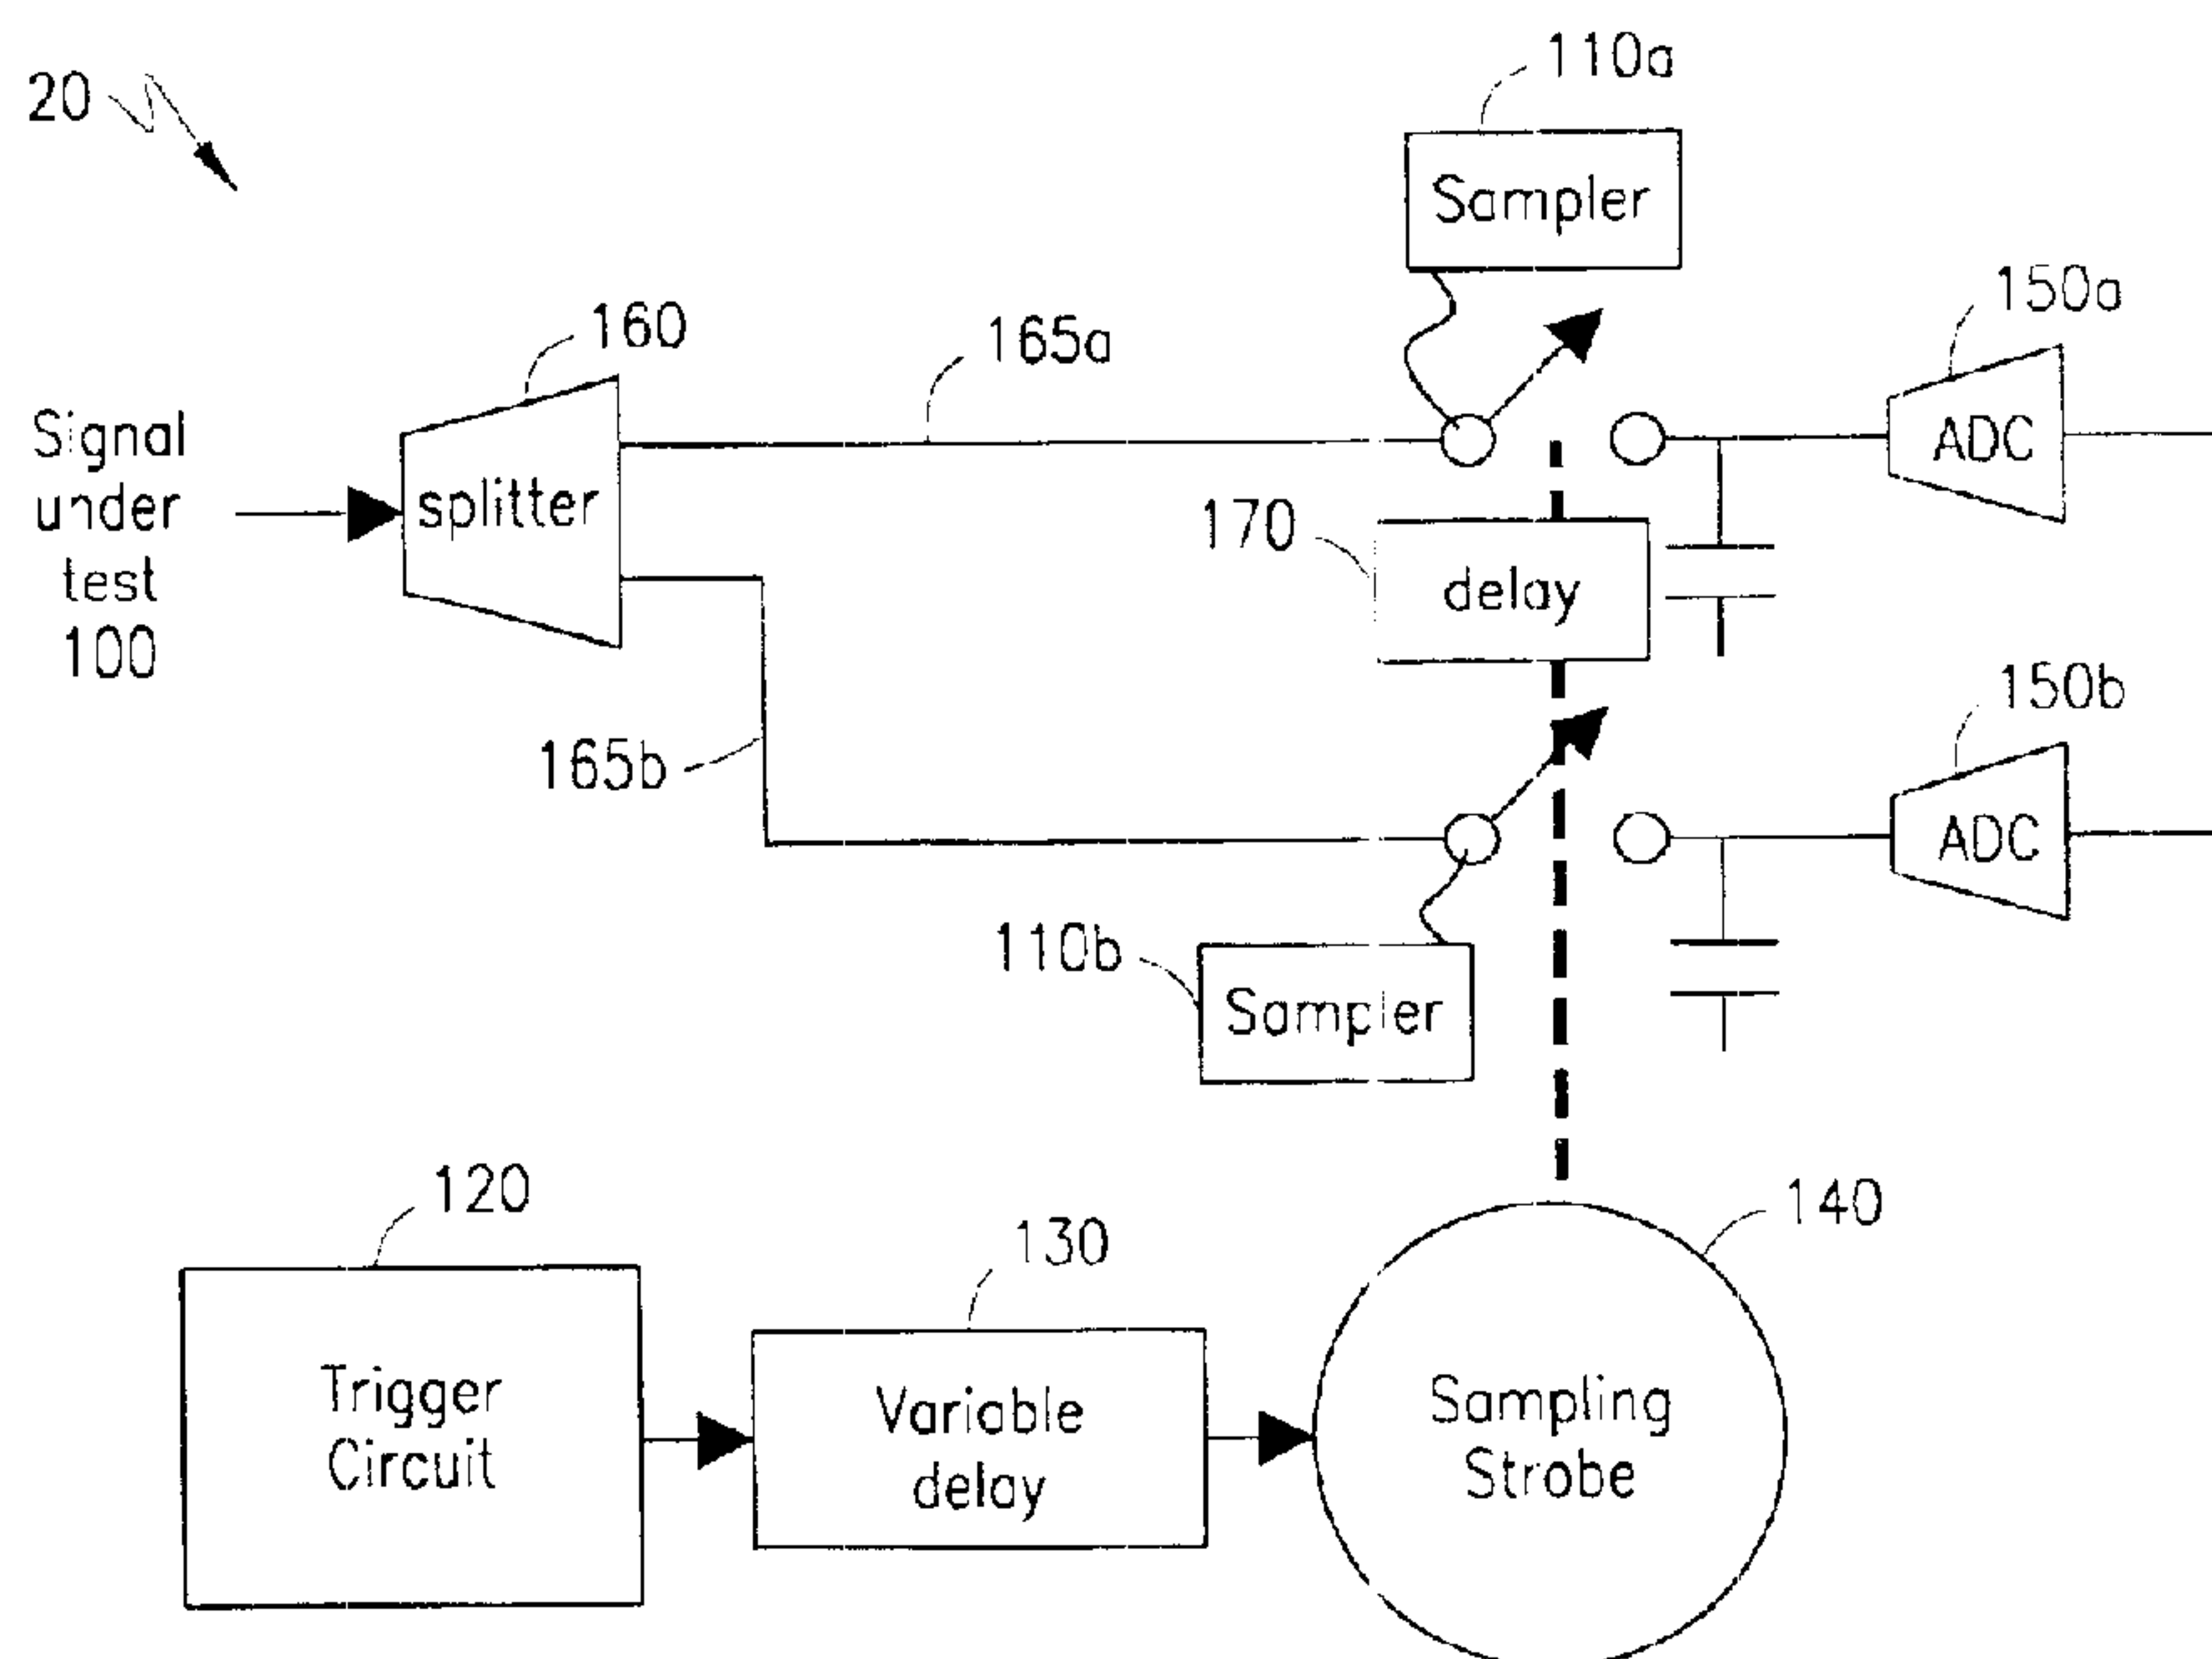 20
110a
Sampler
150a
160
165a
ADC
Signal
under
test
100
splitter
170
delay
150b
165b
ADC
110b
Sampler
120
130
140
Trigger
Circuit
Variable
delay
Sampling
Strobe